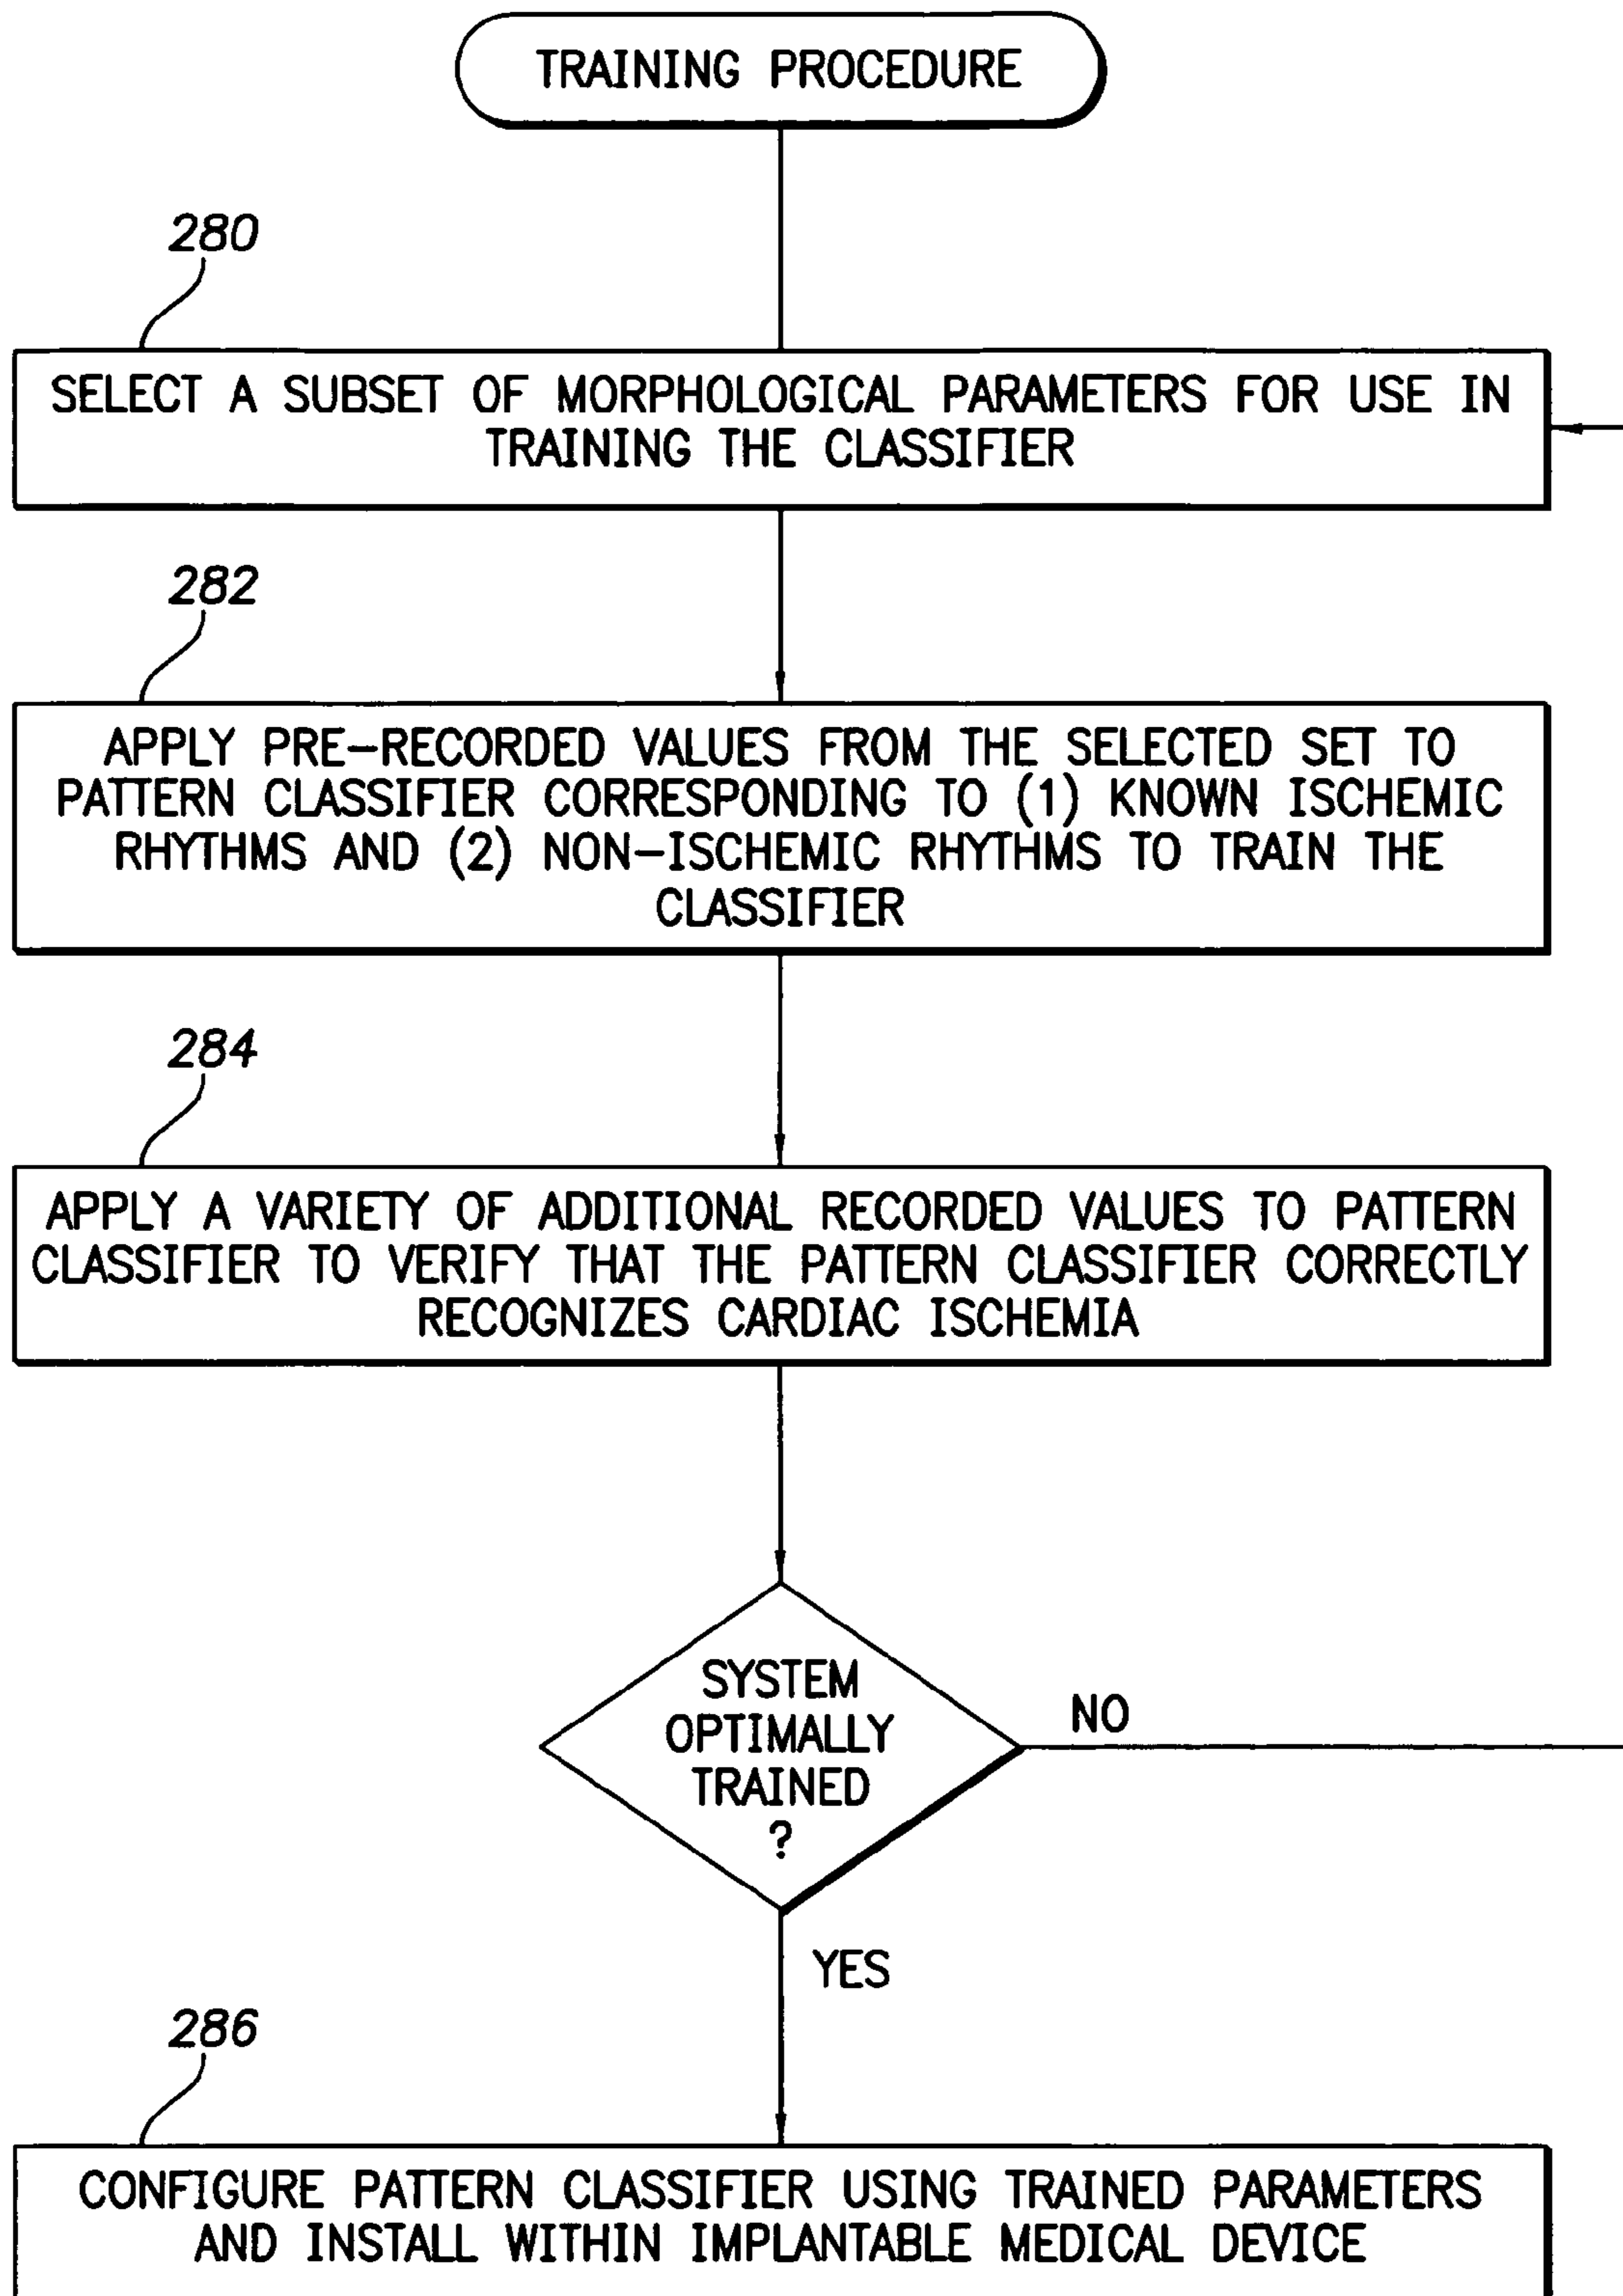 TRAINING PROCEDURE
280
SELECT A SUBSET OF MORPHOLOGICAL PARAMETERS FOR USE IN
TRAINING THE CLASSIFIER
282
APPLY PRE-RECORDED VALUES FROM THE SELECTED SET TO
PATTERN CLASSIFIER CORRESPONDING TO (1) KNOWN ISCHEMIC
RHYTHMS AND (2) NON-ISCHEMIC RHYTHMS TO TRAIN THE
CLASSIFIER
284
APPLY A VARIETY OF ADDITIONAL RECORDED VALUES TO PATTERN
CLASSIFIER TO VERIFY THAT THE PATTERN CLASSIFIER CORRECTLY
RECOGNIZES CARDIAC ISCHEMIA
SYSTEM
OPTIMALLY
TRAINED
?
NO
YES
286
CONFIGURE PATTERN CLASSIFIER USING TRAINED PARAMETERS
AND INSTALL WITHIN IMPLANTABLE MEDICAL DEVICE